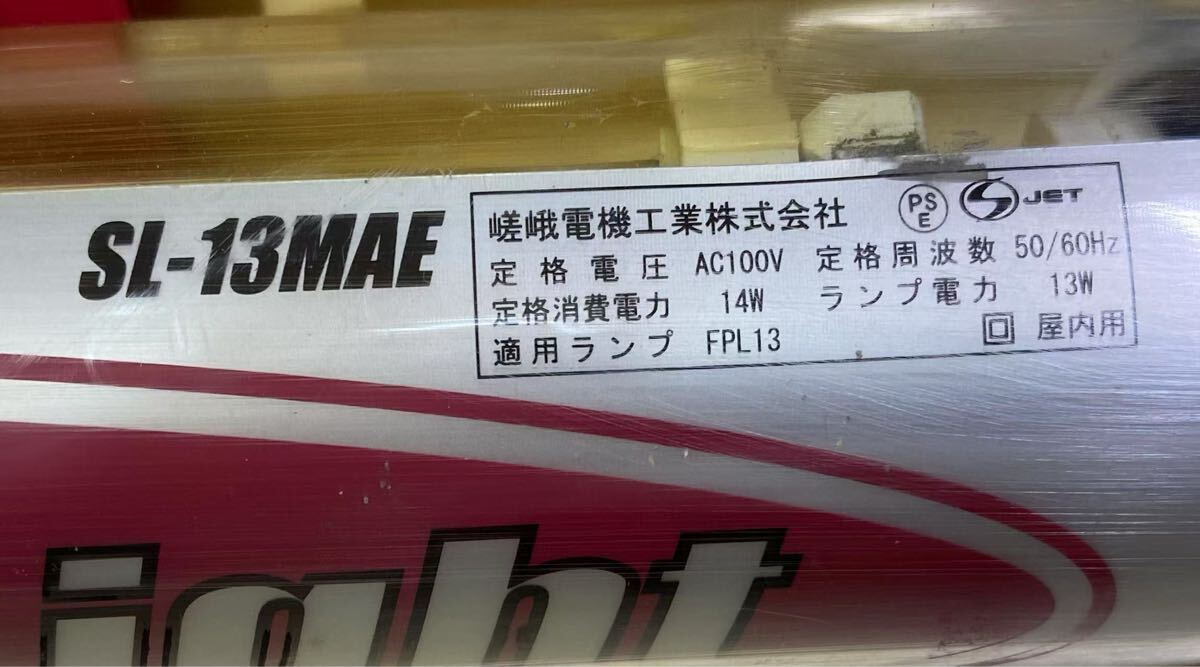 SL-13MAE
嵯峨電機工業株式会社 PS E JET
定格電圧 AC100V 定格周波数 50/60Hz
定格消費電力 14W ランプ電力 13W
適用ランプ FPL13 屋内用
ight